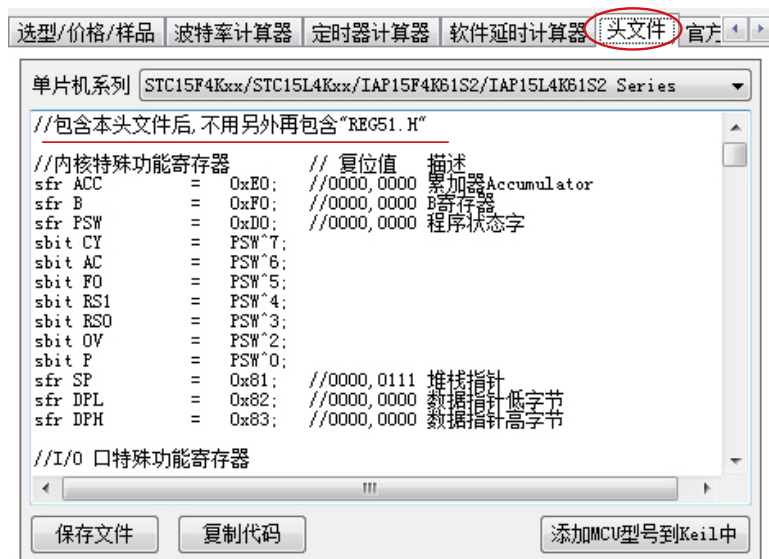 选型/价格/样品 波特率计算器 定时器计算器 软件延时计算器 头文件 官方
单片机系列 STC15F4Kxx/STC15L4Kxx/IAP15F4K61S2/IAP15L4K61S2 Series
//包含本头文件后,不用另外再包含"REG51.H"
//内核特殊功能寄存器 // 复位值 描述
sfr ACC = 0xE0; //0000,0000 累加器Accumulator
sfr B = 0xF0; //0000,0000 B寄存器
sfr PSW = 0xD0; //0000,0000 程序状态字
sbit CY = PSW^7;
sbit AC = PSW^6;
sbit F0 = PSW^5;
sbit RS1 = PSW^4;
sbit RS0 = PSW^3;
sbit OV = PSW^2;
sbit P = PSW^0;
sfr SP = 0x81; //0000,0111 堆栈指针
sfr DPL = 0x82; //0000,0000 数据指针低字节
sfr DPH = 0x83; //0000,0000 数据指针高字节
//I/O 口特殊功能寄存器
保存文件 复制代码 添加MCU型号到Keil中